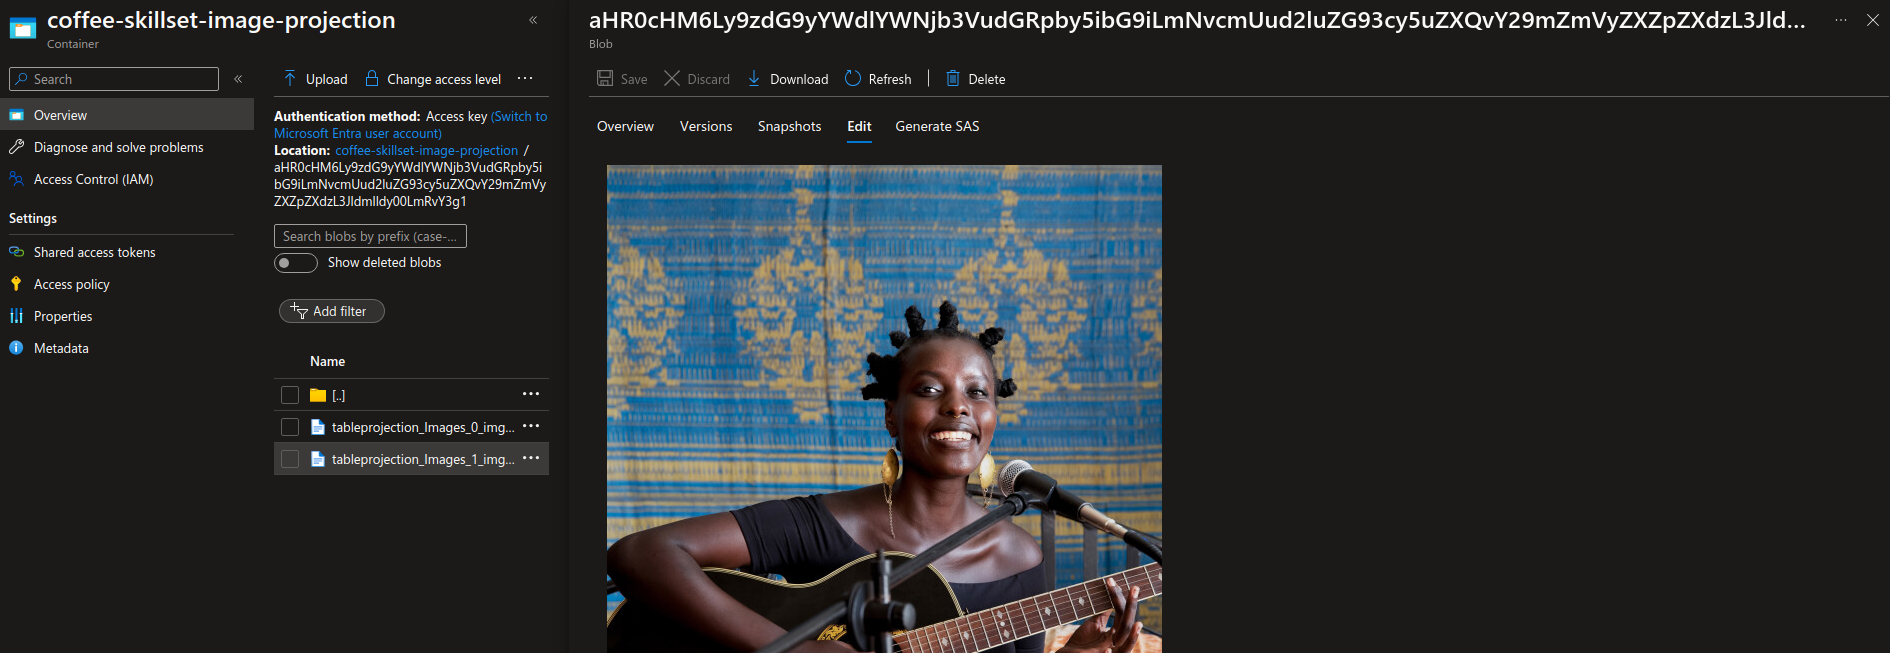 coffee-skillset-image-projection
Container
Search
Overview
Diagnose and solve problems
Access Control (IAM)
Settings
Shared access tokens
Access policy
Properties
Metadata
Upload
Change access level
Authentication method: Access key (Switch to
Microsoft Entra user account)
Location: coffee-skillset-image-projection /
aHR0cHM6Ly9zdG9yYWdlYWNjb3VudGRpby5i
bG9iLmNvcmUud2luZG93cy5uZXQvY29mZmVy
ZXZpZXdzL3JldmlIdy00LmRvY3g1
Search blobs by prefix (case-...
Show deleted blobs
Add filter
Name
[..]
tableprojection_Images_0_img...
tableprojection_Images_1_img...
aHR0cHM6Ly9zdG9yYWdlYWNjb3VudGRpby5ibG9iLmNvcmUud2luZG93cy5uZXQvY29mZmVyZXZpZXdzL3Jld...
Blob
Save
Discard
Download
Refresh
Delete
Overview
Versions
Snapshots
Edit
Generate SAS